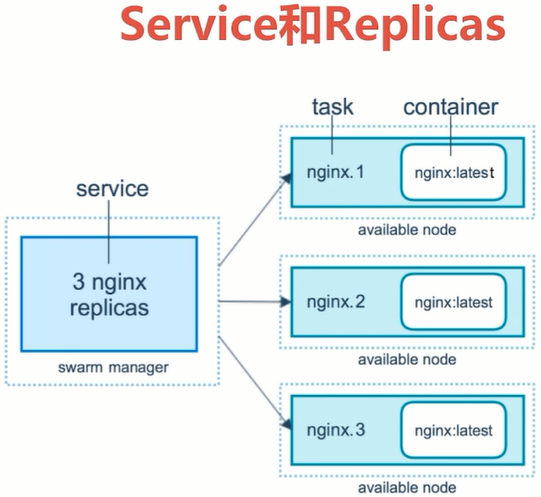 Service和Replicas
task
container
service
nginx.1
nginx:latest
available node
3 nginx
replicas
swarm manager
nginx.2
nginx:latest
available node
nginx.3
nginx:latest
available node